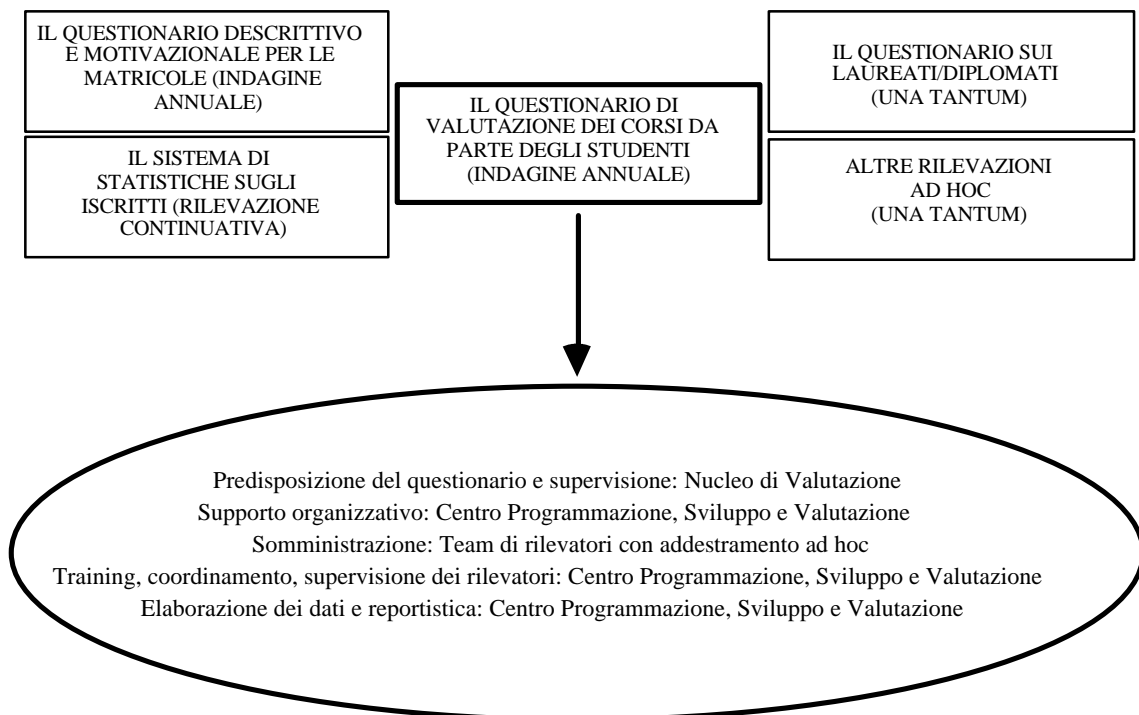 IL QUESTIONARIO DESCRITTIVO
E MOTIVAZIONALE PER LE
MATRICOLE (INDAGINE
ANNUALE)
IL SISTEMA DI
STATISTICHE SUGLI
ISCRITTI (RILEVAZIONE
CONTINUATIVA)
IL QUESTIONARIO DI
VALUTAZIONE DEI CORSI DA
PARTE DEGLI STUDENTI
(INDAGINE ANNUALE)
IL QUESTIONARIO SUI
LAUREATI/DIPLOMATI
(UNA TANTUM)
ALTRE RILEVAZIONI
AD HOC
(UNA TANTUM)
Predisposizione del questionario e supervisione: Nucleo di Valutazione
Supporto organizzativo: Centro Programmazione, Sviluppo e Valutazione
Somministrazione: Team di rilevatori con addestramento ad hoc
Training, coordinamento, supervisione dei rilevatori: Centro Programmazione, Sviluppo e Valutazione
Elaborazione dei dati e reportistica: Centro Programmazione, Sviluppo e Valutazione